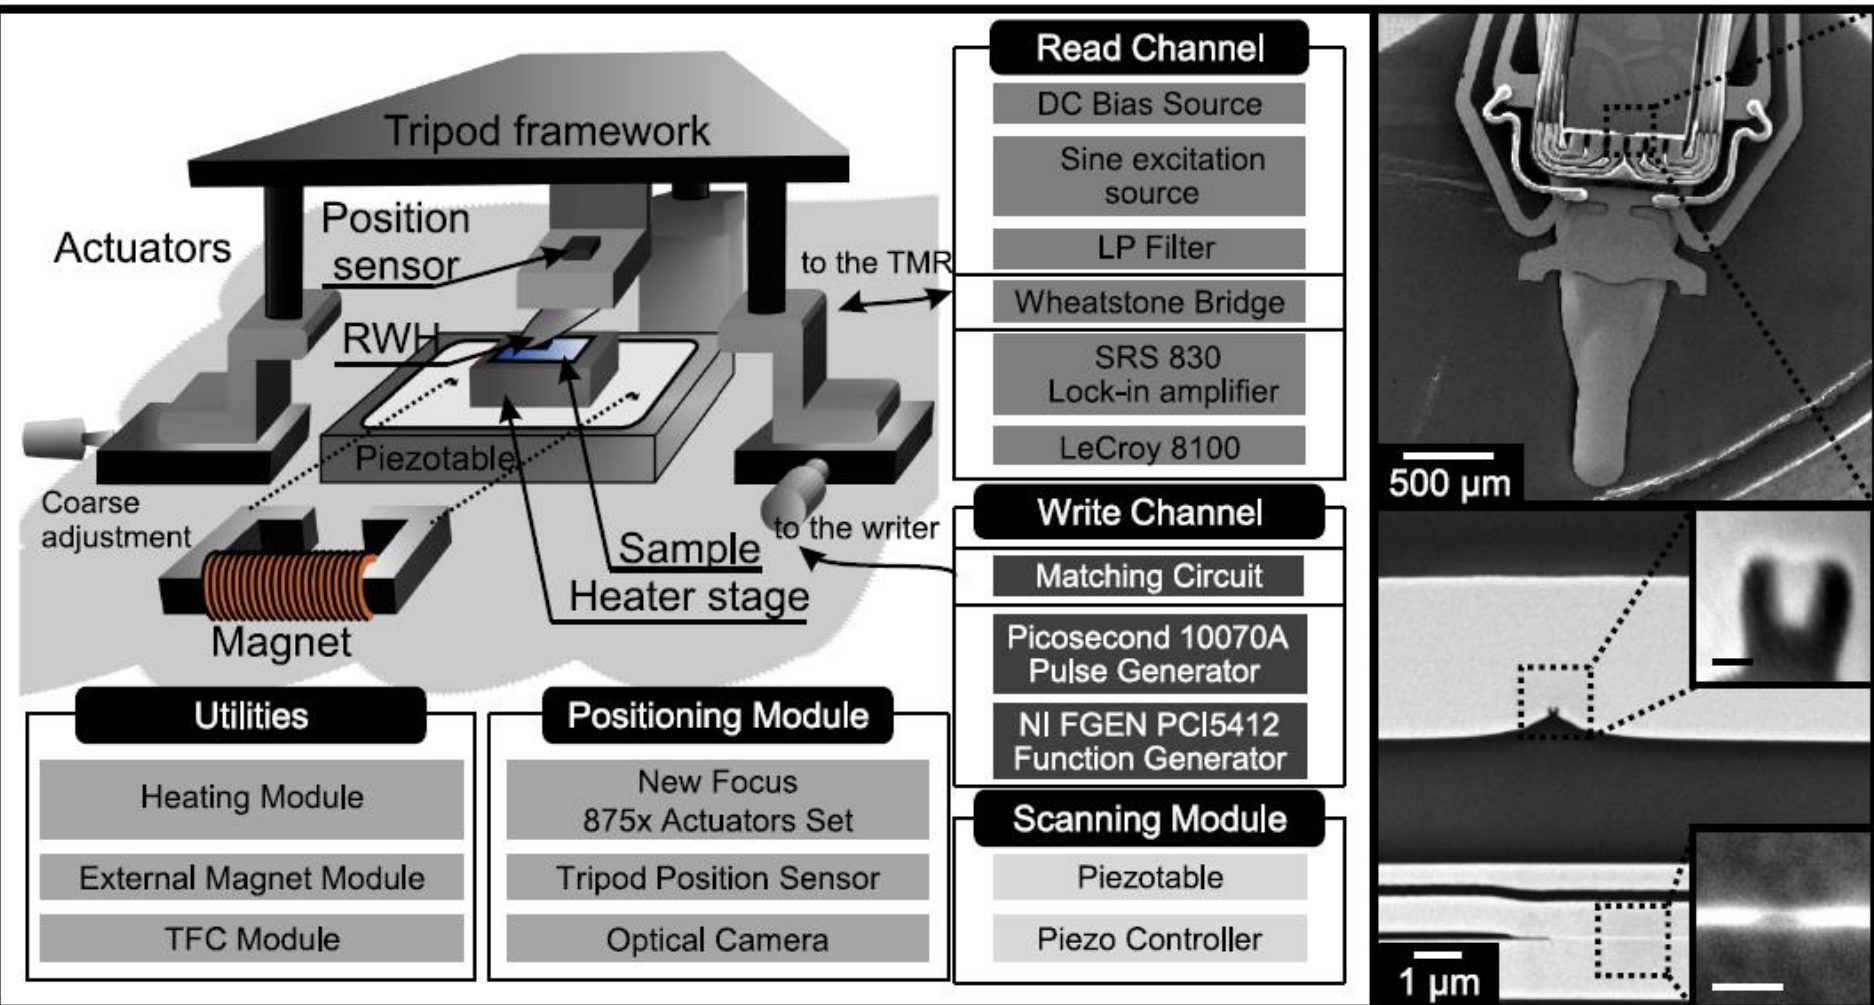 Tripod framework
Position
sensor
Actuators
RWH
Piezotable
Coarse
adjustment
Magnet
Sample
Heater stage
to the TMR
to the writer
Read Channel
DC Bias Source
Sine excitation
source
LP Filter
Wheatstone Bridge
SRS 830
Lock-in amplifier
LeCroy 8100
Write Channel
Matching Circuit
Picosecond 10070A
Pulse Generator
NI FGEN PCI5412
Function Generator
Utilities
Heating Module
External Magnet Module
TFC Module
Positioning Module
New Focus
875x Actuators Set
Tripod Position Sensor
Optical Camera
Scanning Module
Piezotable
Piezo Controller
500 μm
1 μm